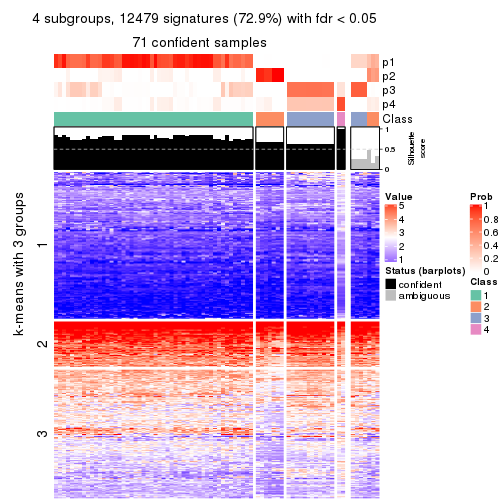 4 subgroups, 12479 signatures (72.9%) with fdr < 0.05
71 confident samples
p1
p2
p3
p4
Class
1
0.5
0
Silhouette
score
k-means with 3 groups
1
2
3
Value
5
4
3
2
1
Prob
1
0.8
0.6
0.4
0.2
0
Status (barplots)
confident
ambiguous
Class
1
2
3
4